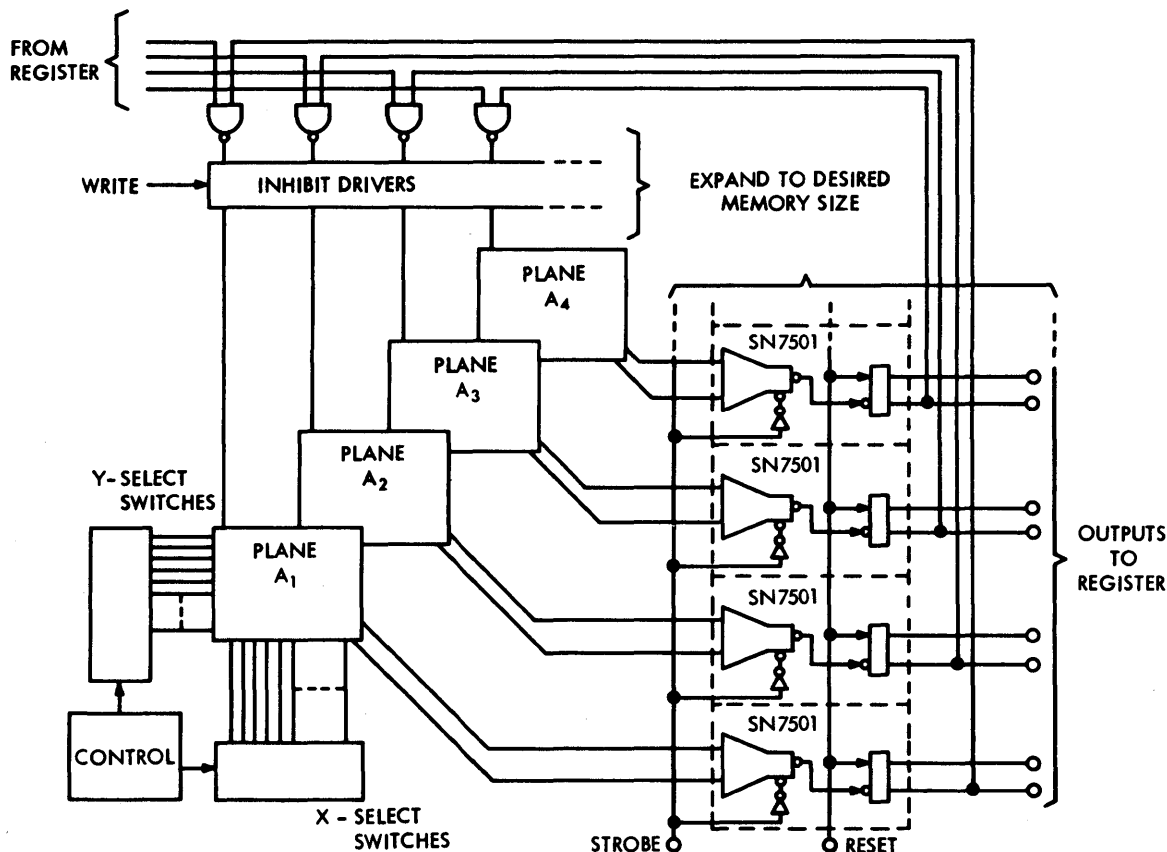 FROM
REGISTER
WRITE
INHIBIT DRIVERS
EXPAND TO DESIRED
MEMORY SIZE
PLANE
A4
PLANE
A3
PLANE
A2
PLANE
A1
Y-SELECT
SWITCHES
CONTROL
X - SELECT
SWITCHES
SN7501
SN7501
SN7501
SN7501
OUTPUTS
TO
REGISTER
STROBE
RESET